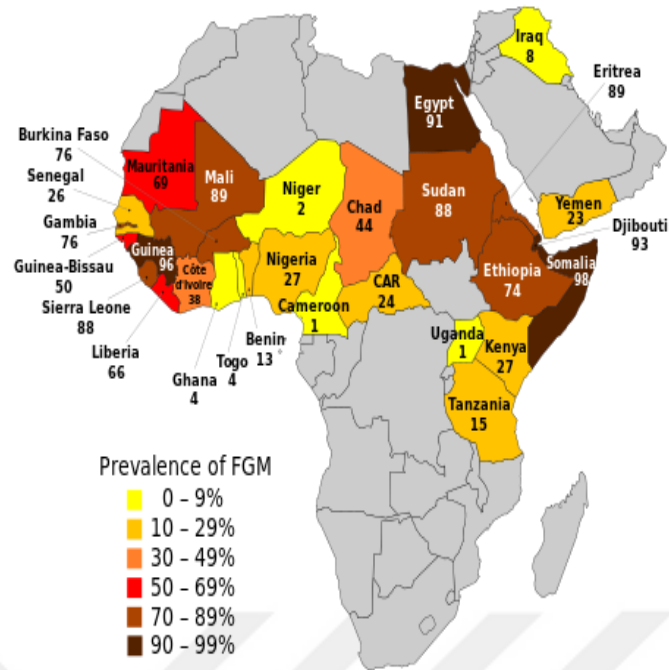 Iraq
8
Eritrea
89
Egypt
91
Burkina Faso
76
Mauritania
69
Mali
89
Senegal
26
Niger
2
Chad
44
Sudan
88
Yemen
23
Gambia
76
Djibouti
93
Guinea
96
Guinea-Bissau
50
Nigeria
27
Côte
d'Ivoire
38
CAR
24
Ethiopia
74
Somalia
98
Sierra Leone
88
Cameroon
1
Liberia
66
Benin
13
Togo
4
Ghana
4
Uganda
1
Kenya
27
Tanzania
15
Prevalence of FGM
0 – 9%
10 – 29%
30 – 49%
50 – 69%
70 – 89%
90 – 99%